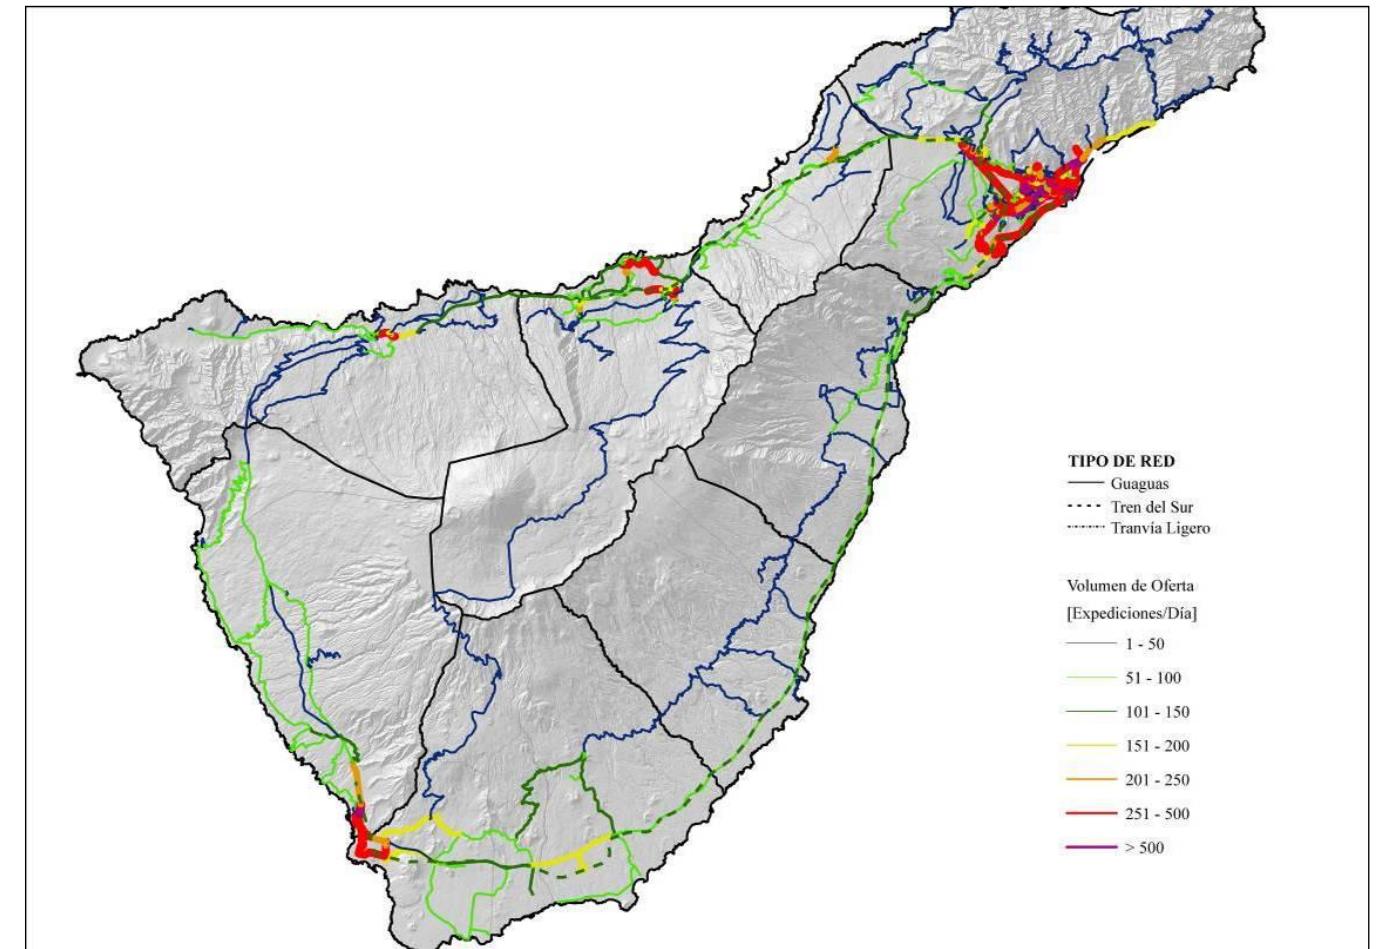 TIPO DE RED
Guaguas
Tren del Sur
Tranvía Ligero
Volumen de Oferta
[Expediciones/Día]
1 - 50
51 - 100
101 - 150
151 - 200
201 - 250
251 - 500
> 500